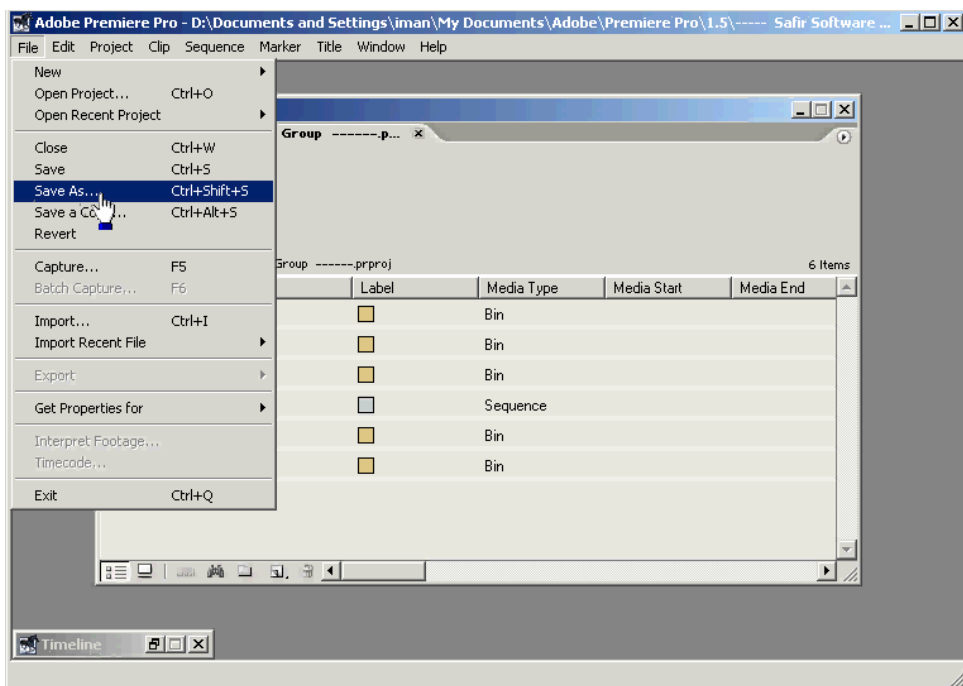 Adobe Premiere Pro - D:\Documents and Settings\iman\My Documents\Adobe\Premiere Pro\1.5\----- Safir Software ...
File Edit Project Clip Sequence Marker Title Window Help
New
Open Project... Ctrl+O
Open Recent Project
Close Ctrl+W
Save Ctrl+S
Save As... Ctrl+Shift+S
Save a Ctrl+Alt+S
Revert
Capture... F5
Batch Capture... F6
Import... Ctrl+I
Import Recent File
Export
Get Properties for
Interpret Footage...
Timecode...
Exit Ctrl+Q
Group ------.p...
Group ------.prproj 6 Items
Label Media Type Media Start Media End
Bin
Bin
Bin
Sequence
Bin
Bin
Timeline